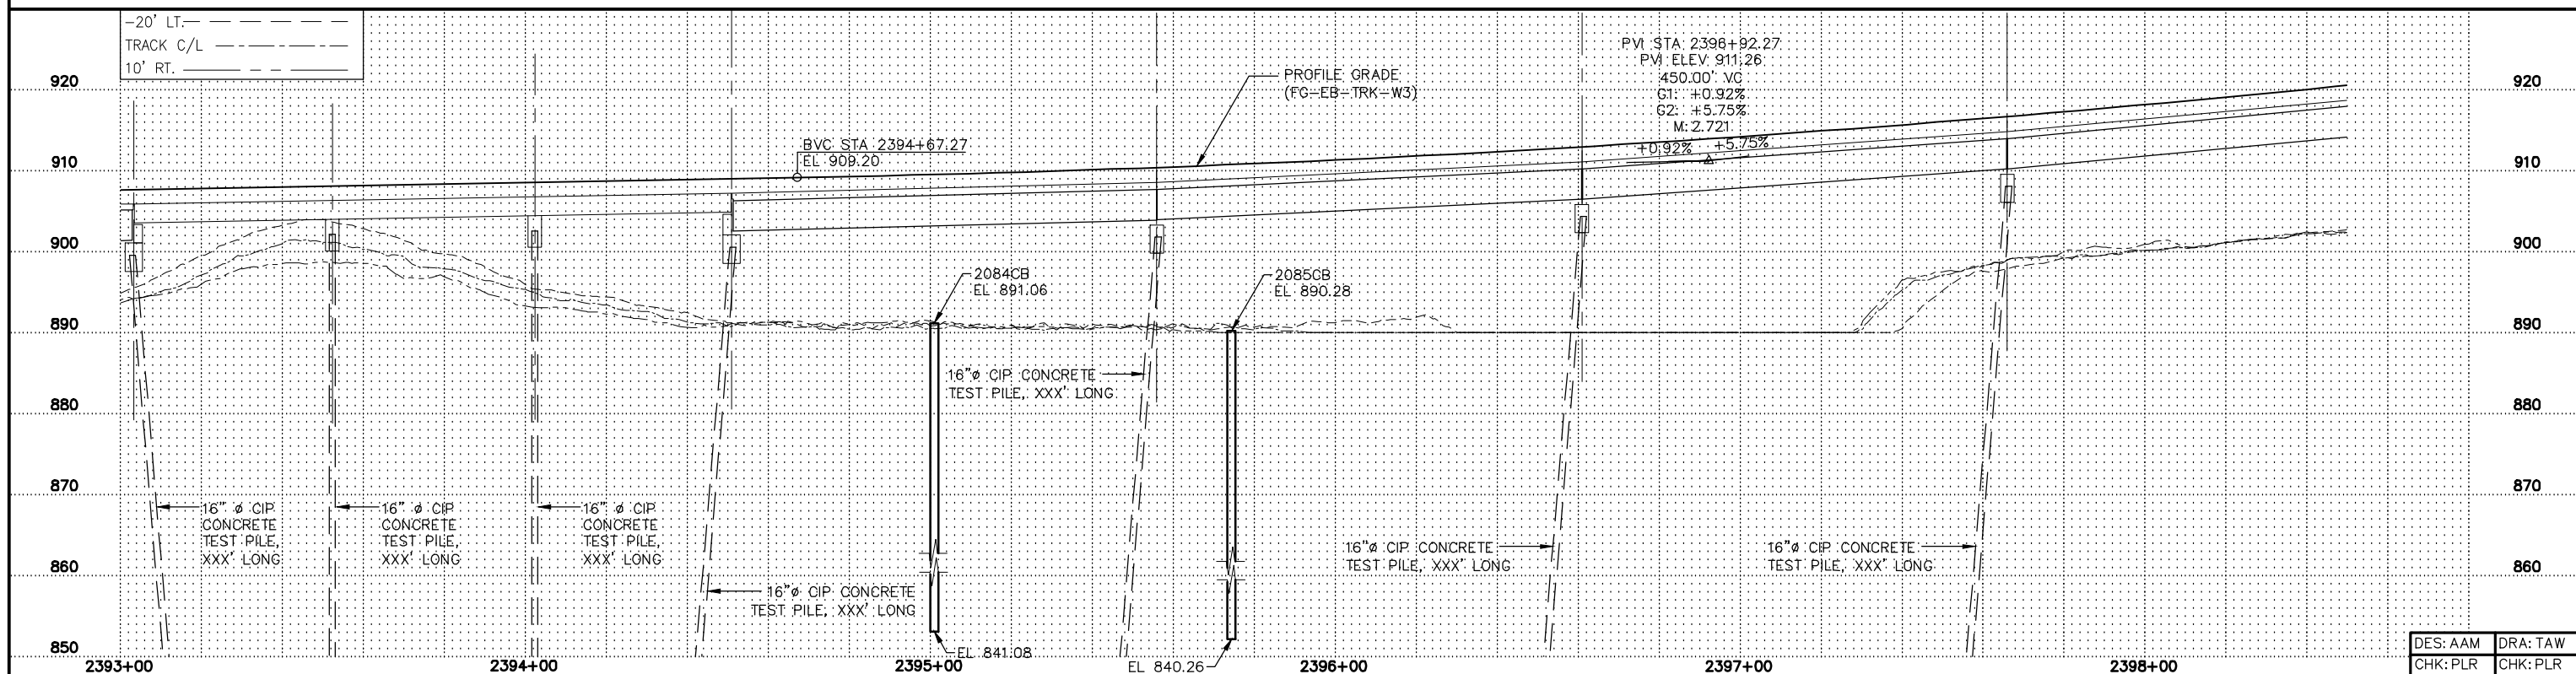 -20' LT.
TRACK C/L
10' RT.
920
910
900
890
880
870
860
850
920
910
900
890
880
870
860
PROFILE GRADE
(FG-EB-TRK-W3)
PVI STA 2396+92.27
PVI ELEV 911.26
450.00' VC
G1: +0.92%
G2: +5.75%
M: 2.721
+0.92%
+5.75%
BVC STA 2394+67.27
EL 909.20
2084CB
EL 891.06
2085CB
EL 890.28
16"ø CIP CONCRETE
TEST PILE, XXX' LONG
16" ø CIP
CONCRETE
TEST PILE,
XXX' LONG
16" ø CIP
CONCRETE
TEST PILE,
XXX' LONG
16" ø CIP
CONCRETE
TEST PILE,
XXX' LONG
16"ø CIP CONCRETE
TEST PILE, XXX' LONG
16"ø CIP CONCRETE
TEST PILE, XXX' LONG
16"ø CIP CONCRETE
TEST PILE, XXX' LONG
EL 841.08
EL 840.26
2393+00
2394+00
2395+00
2396+00
2397+00
2398+00
DES: AAM
DRA: TAW
CHK: PLR
CHK: PLR